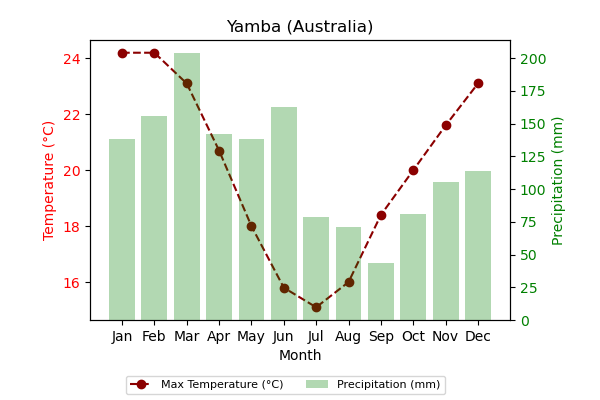 Yamba (Australia)
Temperature (°C)
24
22
20
18
16
200
175
150
125
100
75
50
25
0
Precipitation (mm)
Jan Feb Mar Apr May Jun Jul Aug Sep Oct Nov Dec
Month
Max Temperature (°C) Precipitation (mm)